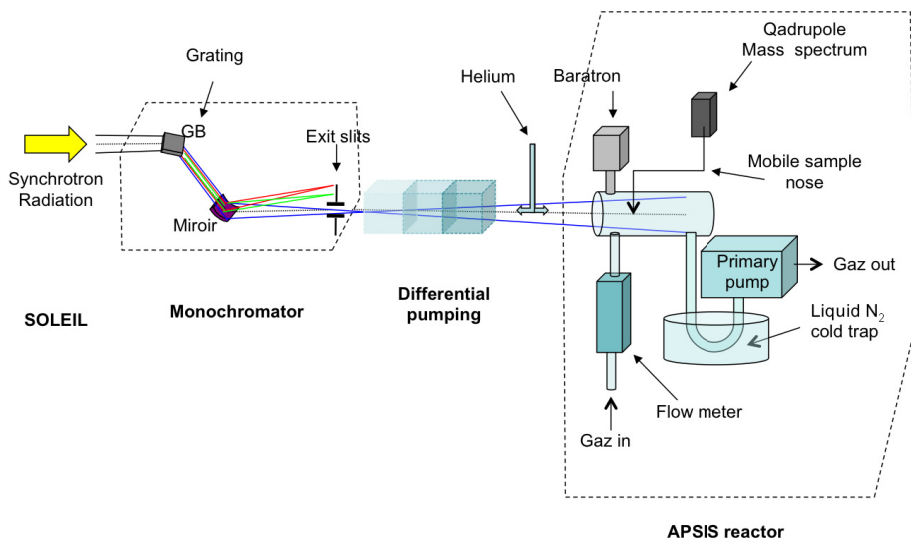 Qadrupole
Mass spectrum
Grating
Helium
Baratron
GB
Exit slits
Synchrotron
Radiation
Miroir
Mobile sample
nose
Primary
pump
Gaz out
SOLEIL
Monochromator
Differential
pumping
Liquid N₂
cold trap
Flow meter
Gaz in
APSIS reactor